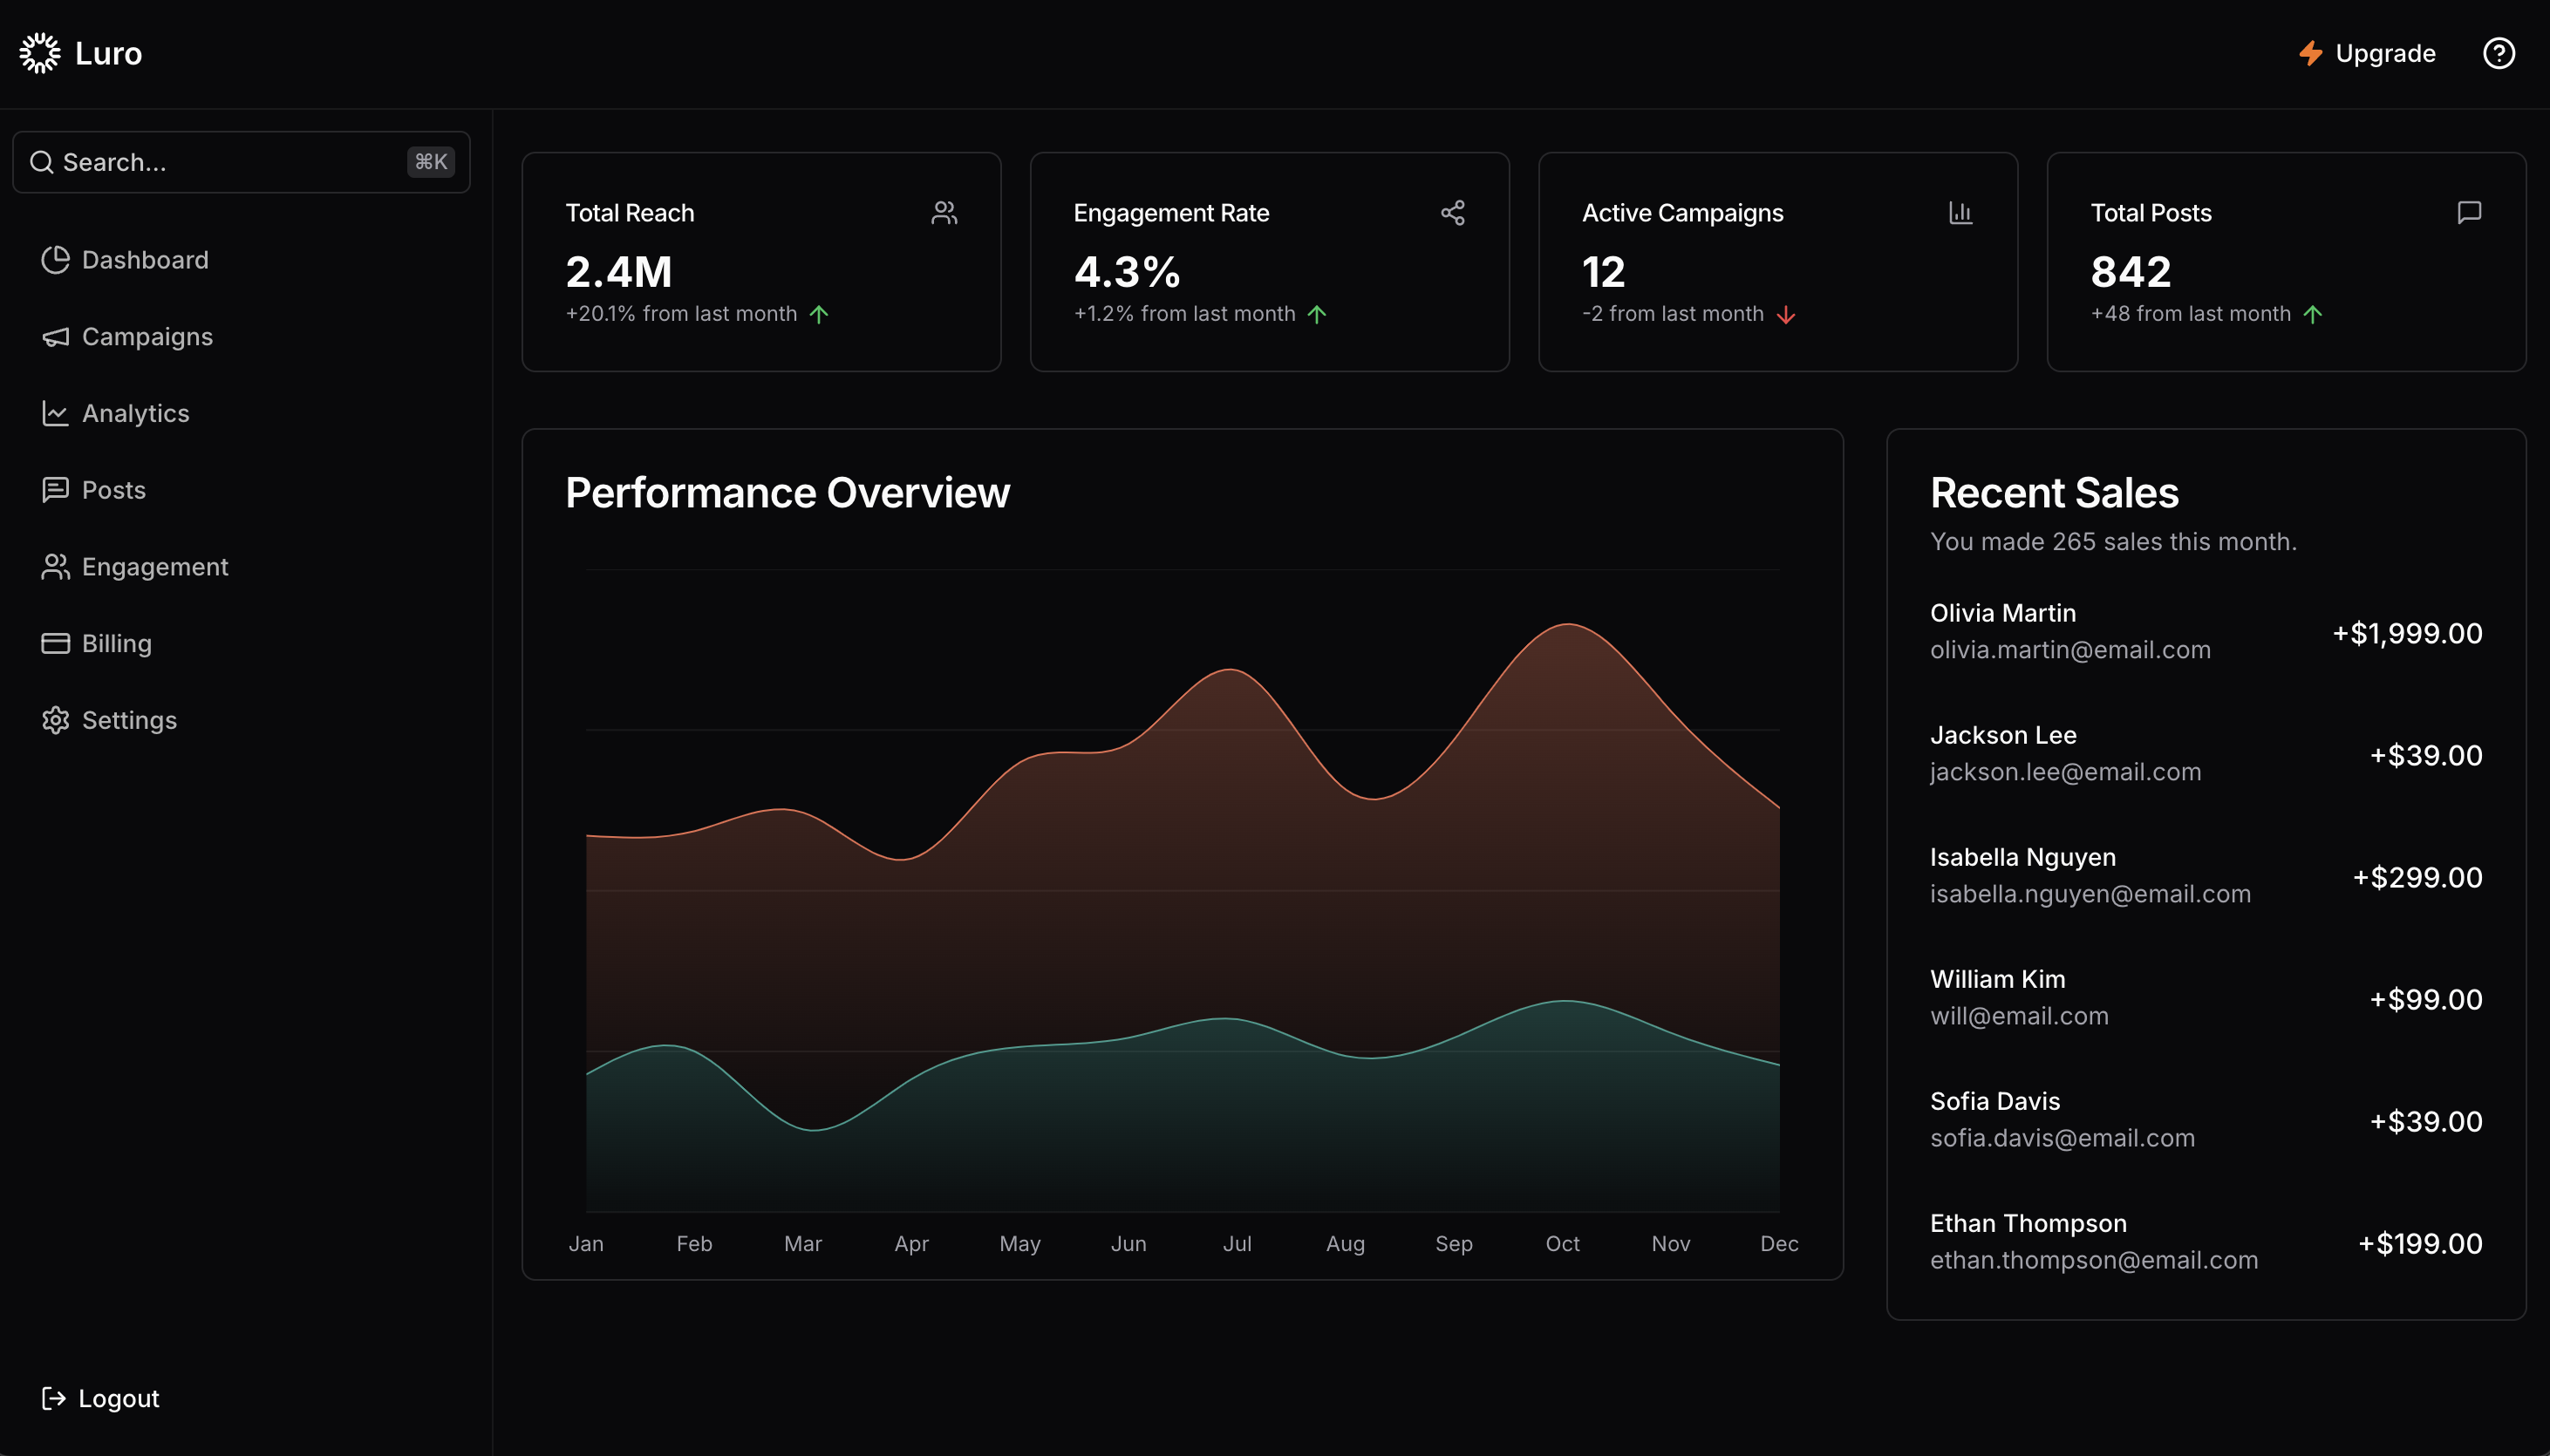 Luro
Upgrade
Search...
⌘K
Dashboard
Campaigns
Analytics
Posts
Engagement
Billing
Settings
Logout
Total Reach
2.4M
+20.1% from last month
Engagement Rate
4.3%
+1.2% from last month
Active Campaigns
12
-2 from last month
Total Posts
842
+48 from last month
Performance Overview
Jan Feb Mar Apr May Jun Jul Aug Sep Oct Nov Dec
Recent Sales
You made 265 sales this month.
Olivia Martin
olivia.martin@email.com
+$1,999.00
Jackson Lee
jackson.lee@email.com
+$39.00
Isabella Nguyen
isabella.nguyen@email.com
+$299.00
William Kim
will@email.com
+$99.00
Sofia Davis
sofia.davis@email.com
+$39.00
Ethan Thompson
ethan.thompson@email.com
+$199.00